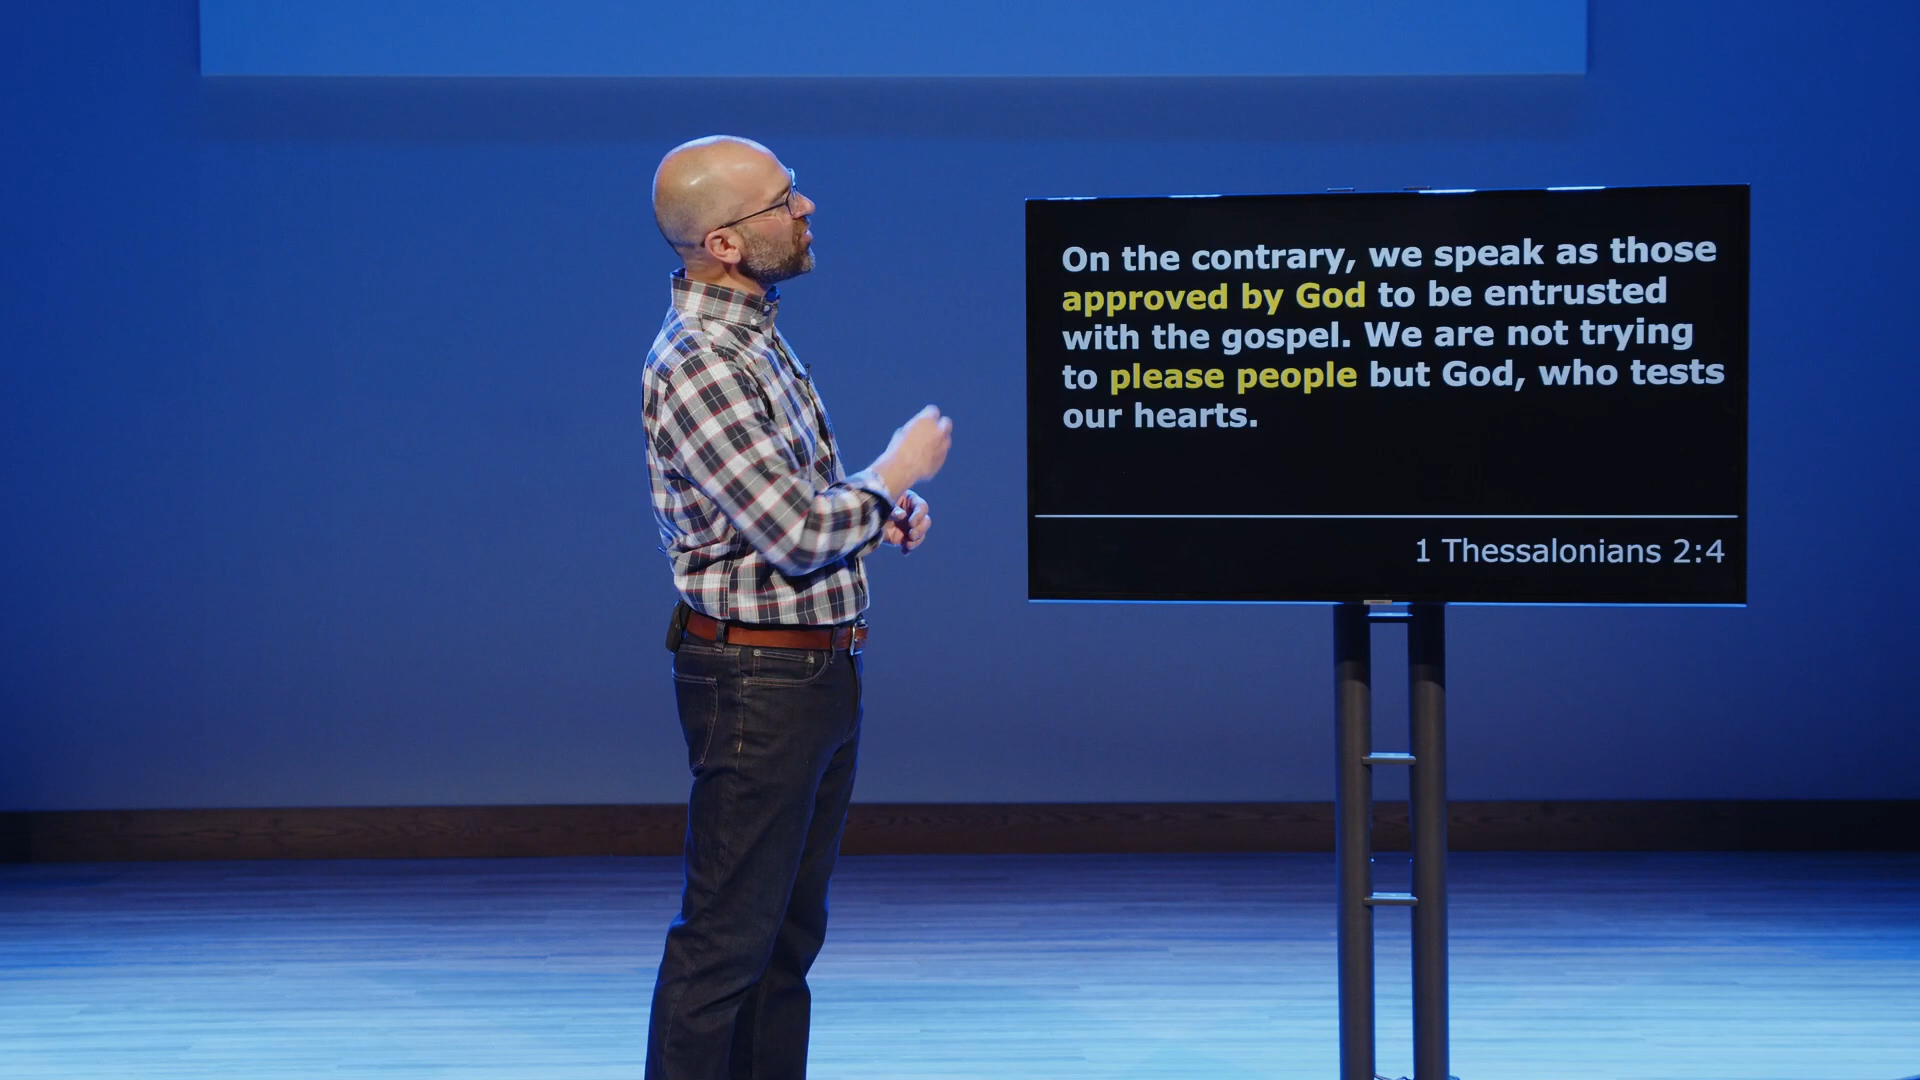 On the contrary, we speak as those
approved by God to be entrusted
with the gospel. We are not trying
to please people but God, who tests
our hearts.
1 Thessalonians 2:4